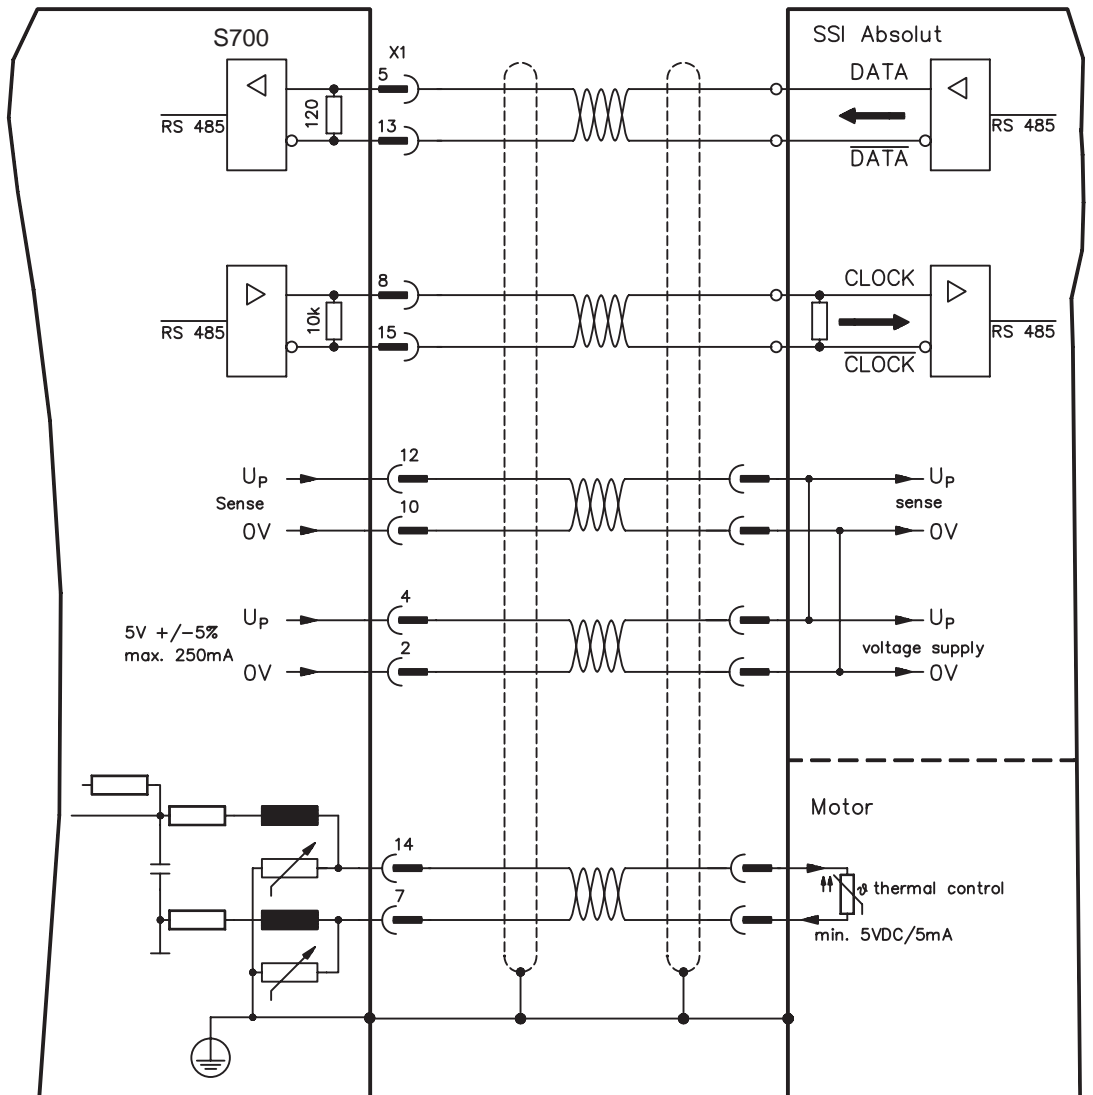 S700
X1
SSI Absolut
5
DATA
120
RS 485
13
RS 485
DATA
8
CLOCK
10k
RS 485
15
RS 485
CLOCK
12
UP
UP
Sense
10
sense
0V
0V
4
UP
UP
5V +/-5%
max. 250mA
2
voltage supply
0V
0V
Motor
14
7
ϑ thermal control
min. 5VDC/5mA